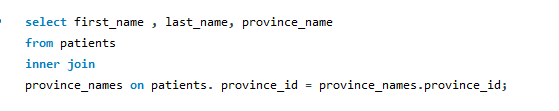 select first_name , last_name, province_name
from patients
inner join
province_names on patients. province_id = province_names.province_id;